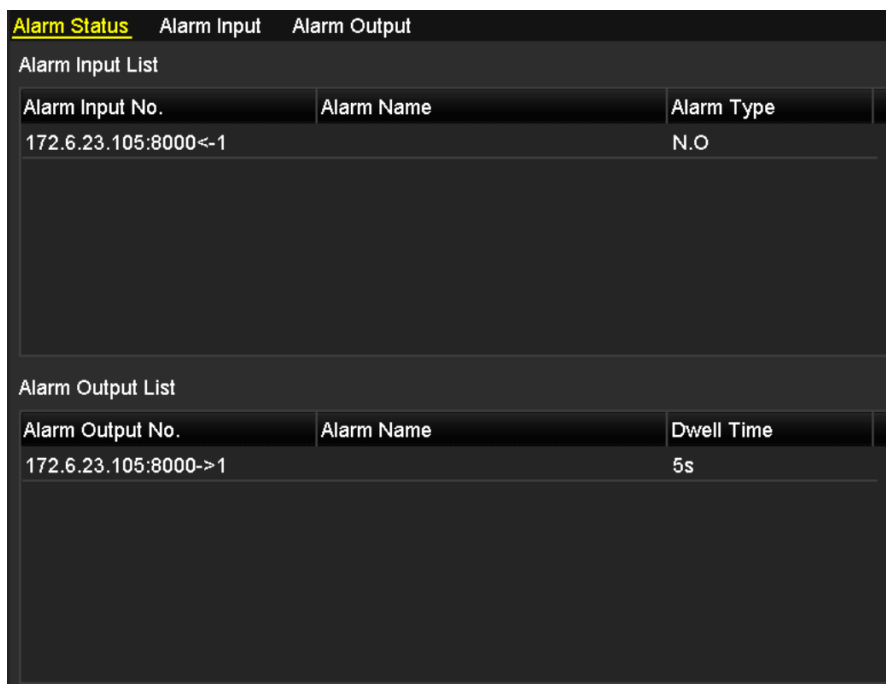 Alarm Status Alarm Input Alarm Output
Alarm Input List
Alarm Input No. Alarm Name Alarm Type
172.6.23.105:8000<-1 N.O
Alarm Output List
Alarm Output No. Alarm Name Dwell Time
172.6.23.105:8000->1 5s